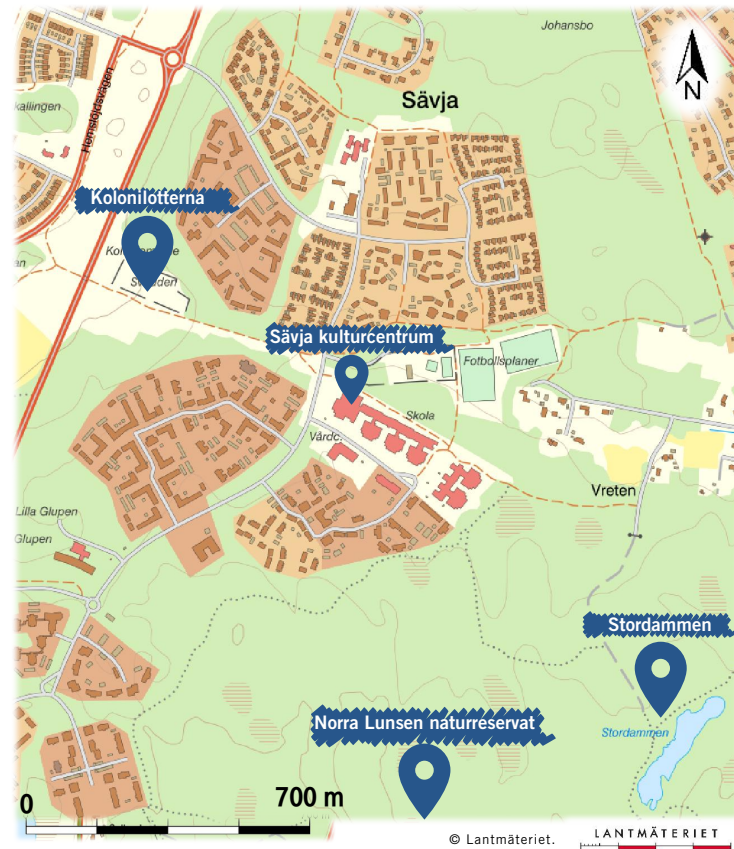 Johansbo
Hemslöjdsvägen
kallingen
Sävja
N
Kolonilotterna
Sävja kulturcentrum
Fotbollsplaner
Skola
Vårdc.
Vreten
Lilla Glupen
Glupen
Stordammen
Norra Lunsen naturreservat
Stordammen
0
700 m
© Lantmäteriet.
LANTMÄTERIET